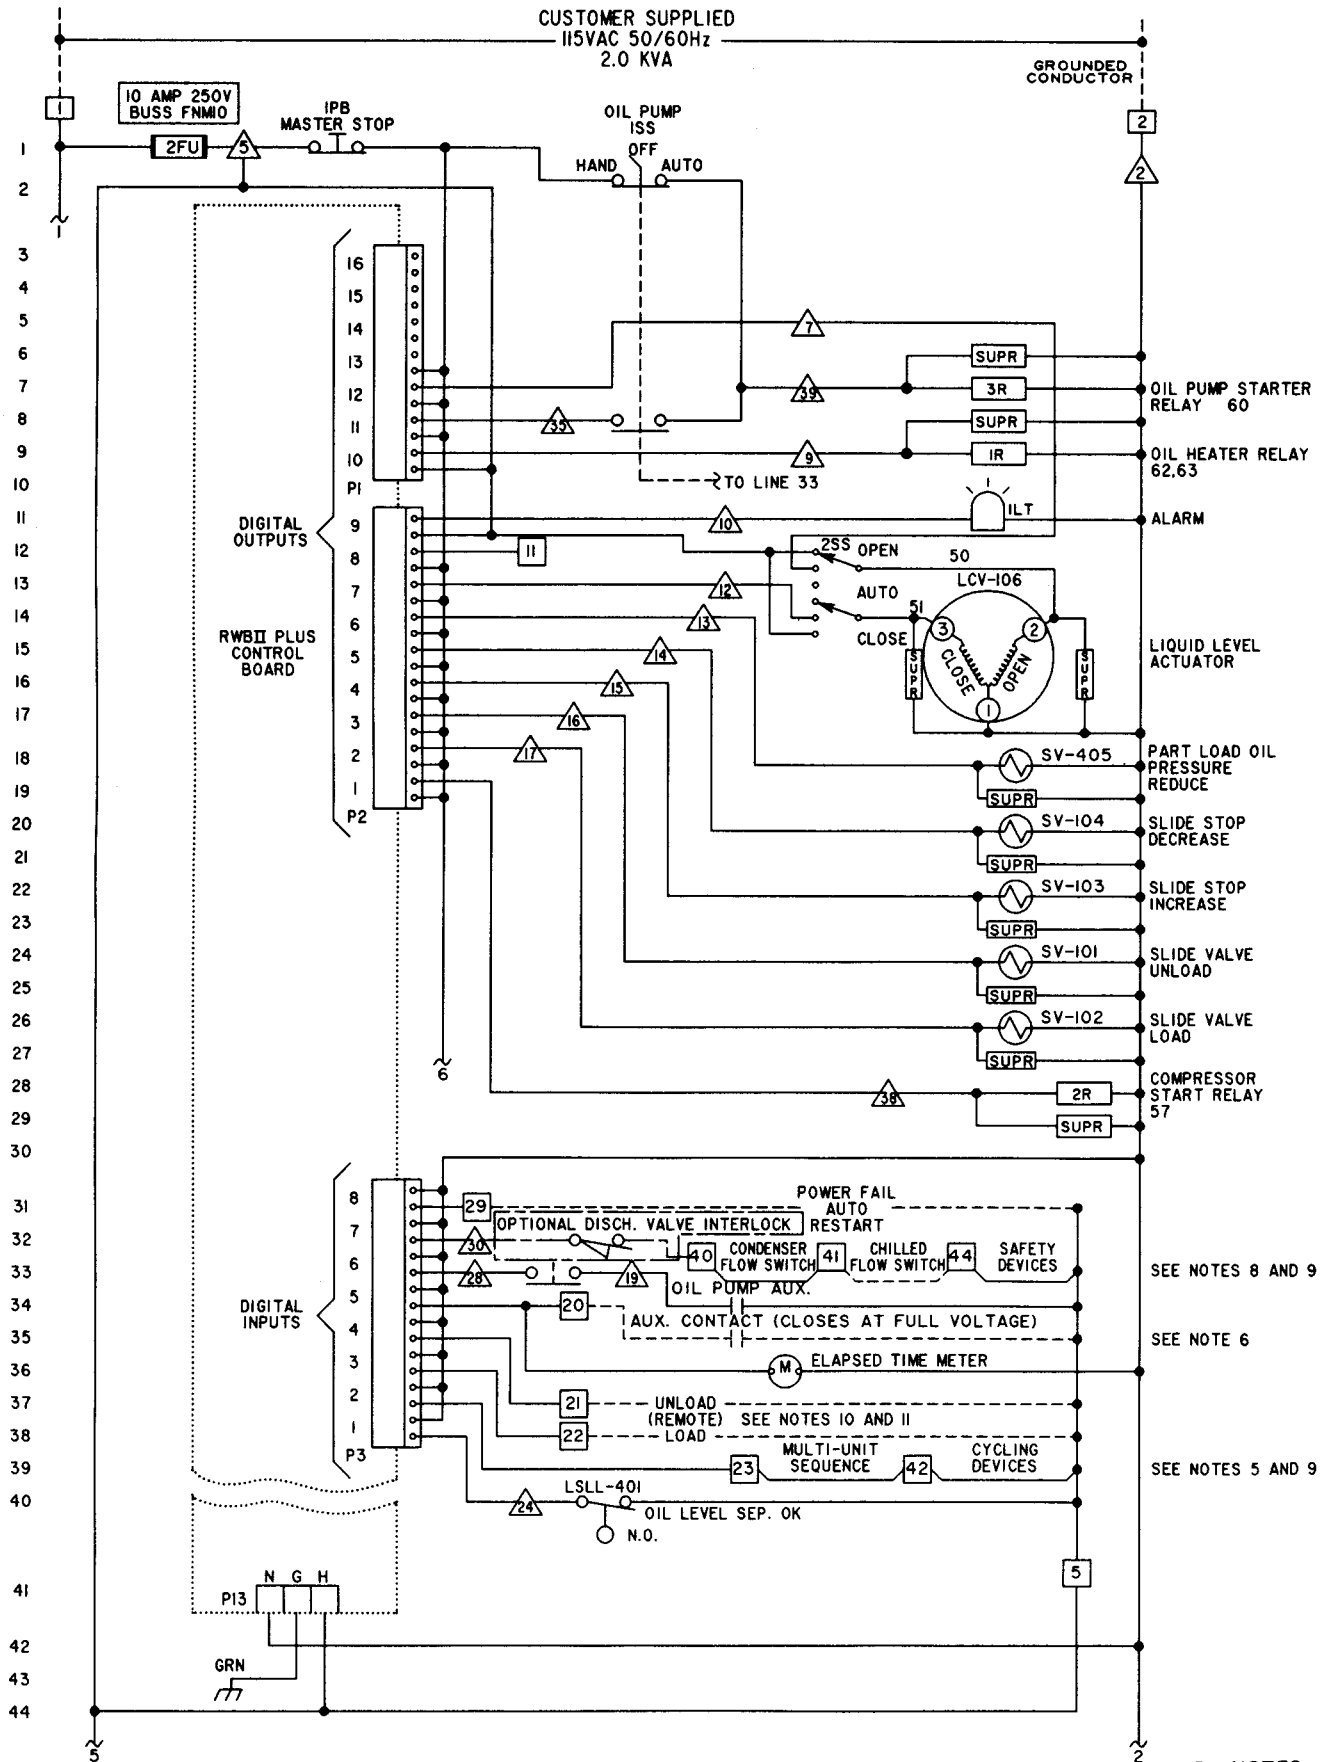 CUSTOMER SUPPLIED
115VAC 50/60Hz
2.0 KVA
GROUNDED
CONDUCTOR
1
10 AMP 250V
BUSS FNM10
1PB
MASTER STOP
OIL PUMP
1SS
OFF
HAND AUTO
2
1
2FU
5
2
2
3
16
4
15
5
14
7
6
13
SUPR
7
12
39
3R
OIL PUMP STARTER
RELAY 60
8
11
35
SUPR
9
10
9
1R
OIL HEATER RELAY
62,63
10
P1
TO LINE 33
11
DIGITAL
OUTPUTS
9
10
1LT
ALARM
12
8
11
2SS OPEN
50
13
7
12
AUTO
LCV-106
14
6
13
51
3
2
CLOSE
RWBII PLUS
CONTROL
BOARD
15
5
14
SUPR
CLOSE
OPEN
SUPR
LIQUID LEVEL
ACTUATOR
16
4
15
17
3
16
1
18
2
17
SV-405
PART LOAD OIL
PRESSURE
REDUCE
19
1
SUPR
20
P2
SV-104
SLIDE STOP
DECREASE
21
SUPR
22
SV-103
SLIDE STOP
INCREASE
23
SUPR
24
SV-101
SLIDE VALVE
UNLOAD
25
SUPR
26
SV-102
SLIDE VALVE
LOAD
27
SUPR
6
28
38
2R
COMPRESSOR
START RELAY
57
29
SUPR
30
31
8
29
POWER FAIL
AUTO
RESTART
7
OPTIONAL DISCH. VALVE INTERLOCK
32
30
40
CONDENSER
FLOW SWITCH
41
CHILLED
FLOW SWITCH
44
SAFETY
DEVICES
33
6
28
19
OIL PUMP AUX.
SEE NOTES 8 AND 9
34
DIGITAL
INPUTS
5
20
AUX. CONTACT (CLOSES AT FULL VOLTAGE)
35
4
SEE NOTE 6
36
3
M
ELAPSED TIME METER
37
2
21
UNLOAD
(REMOTE) SEE NOTES 10 AND 11
38
1
22
LOAD
39
P3
23
MULTI-UNIT
SEQUENCE
42
CYCLING
DEVICES
SEE NOTES 5 AND 9
40
24
LSLL-401
OIL LEVEL SEP. OK
N.O.
5
41
P13
N G H
42
43
GRN
44
5
2